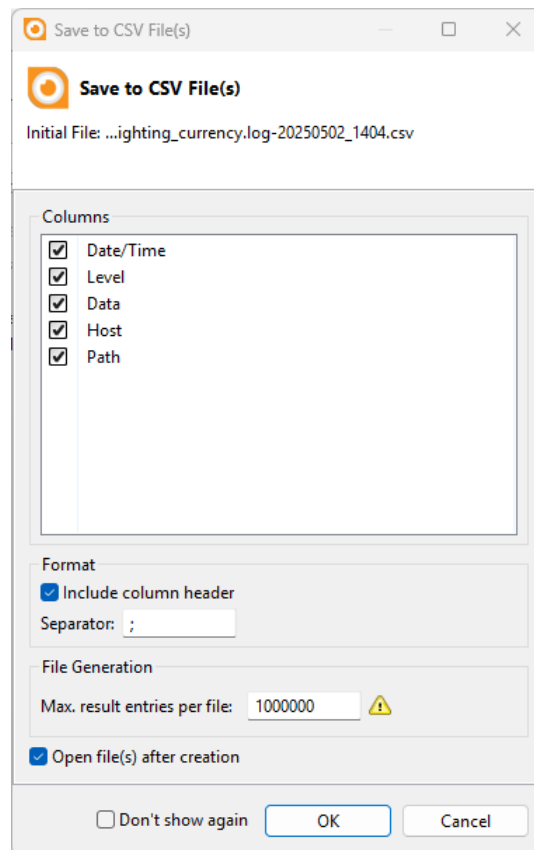 Save to CSV File(s)
Save to CSV File(s)
Initial File: ...ighting_currency.log-20250502_1404.csv
Columns
Date/Time
Level
Data
Host
Path
Format
Include column header
Separator: ;
File Generation
Max. result entries per file: 1000000
Open file(s) after creation
Don't show again OK Cancel